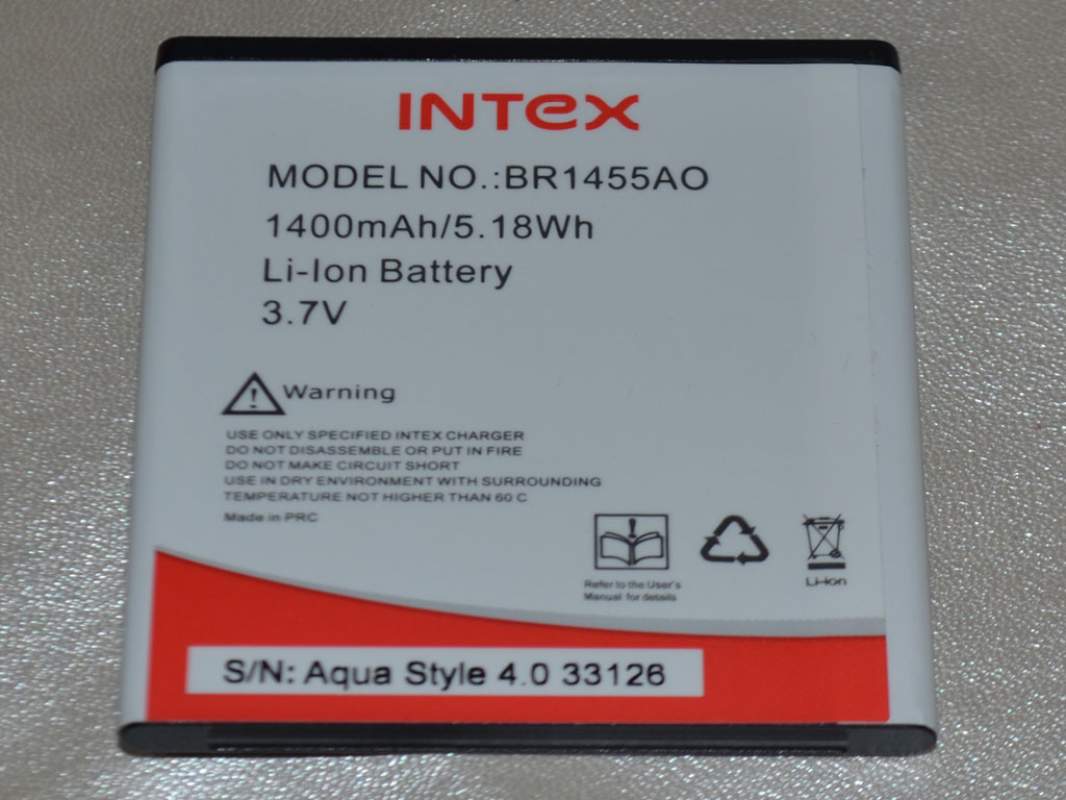 INTEX
MODEL NO.:BR1455AO
1400mAh/5.18Wh
Li-Ion Battery
3.7V
Warning
USE ONLY SPECIFIED INTEX CHARGER
DO NOT DISASSEMBLE OR PUT IN FIRE
DO NOT MAKE CIRCUIT SHORT
USE IN DRY ENVIRONMENT WITH SURROUNDING
TEMPERATURE NOT HIGHER THAN 60 C
Made in PRC
Refer to the User's
Manual for details
Li-ion
S/N: Aqua Style 4.0 33126